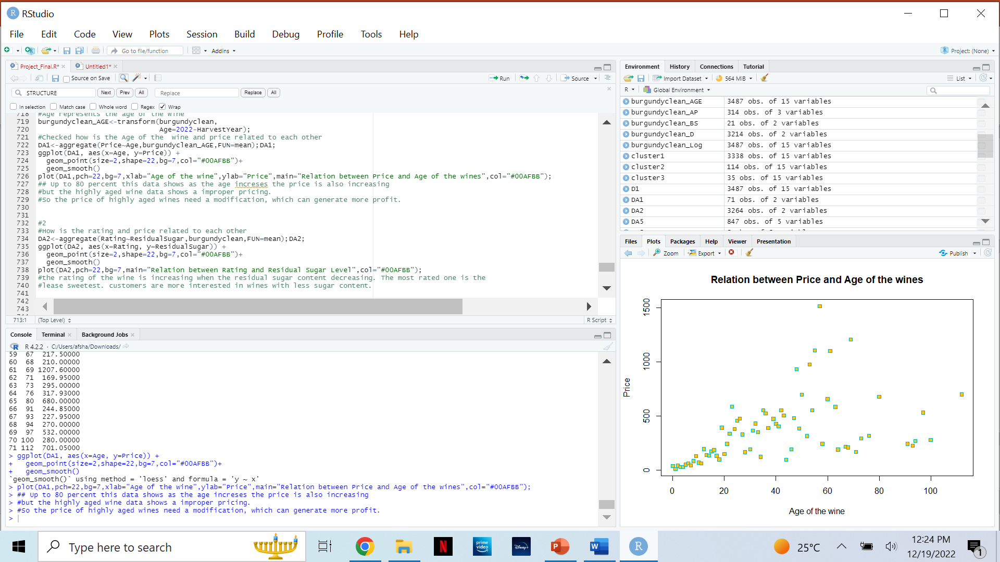 RStudio
File Edit Code View Plots Session Build Debug Profile Tools Help
Go to file/function Addins Project: (None)
Project_Final.R* Untitled1*
Source on Save Run Source
STRUCTURE Next Prev All Replace Replace All
In selection Match case Whole word Regex Wrap
718 #Age represents the age of the wine
719 burgundyclean_AGE<-transform(burgundyclean,
720 Age=2022-HarvestYear);
721 #Checked how is the Age of the  wine and price related to each other
722 DA1<-aggregate(Price~Age,burgundyclean_AGE,FUN=mean);DA1;
723 ggplot(DA1, aes(x=Age, y=Price)) +
724   geom_point(size=2,shape=22,bg=7,col="#00AFBB")+
725   geom_smooth()
726 plot(DA1,pch=22,bg=7,xlab="Age of the wine",ylab="Price",main="Relation between Price and Age of the wines",col="#00AFBB");
727 ## Up to 80 percent this data shows as the age increses the price is also increasing
728 #but the highly aged wine data shows a improper pricing.
729 #So the price of highly aged wines need a modification, which can generate more profit.
730
731
732 #2
733 #How is the rating and price related to each other
734 DA2<-aggregate(Rating~ResidualSugar,burgundyclean,FUN=mean);DA2;
735 ggplot(DA2, aes(x=Rating, y=ResidualSugar)) +
736   geom_point(size=2,shape=22,bg=7,col="#00AFBB")+
737   geom_smooth()
738 plot(DA2,pch=22,bg=7,main="Relation between Rating and Residual Sugar Level",col="#00AFBB");
739 #the rating of the wine is increasing when the residual sugar content decreasing. The most rated one is the
740 #lease sweetest. customers are more interested in wines with less sugar content.
741
742
743
713:1 (Top Level) R Script
Console Terminal Background Jobs
R 4.2.2 · C:/Users/afsha/Downloads/
59 67 217.50000
60 68 210.00000
61 69 1207.60000
62 71 169.95000
63 73 295.00000
64 76 317.93000
65 80 680.00000
66 91 244.85000
67 93 227.95000
68 94 270.00000
69 97 532.00000
70 100 280.00000
71 112 701.05000
> ggplot(DA1, aes(x=Age, y=Price)) +
+   geom_point(size=2,shape=22,bg=7,col="#00AFBB")+
+   geom_smooth()
`geom_smooth()` using method = 'loess' and formula = 'y ~ x'
> plot(DA1,pch=22,bg=7,xlab="Age of the wine",ylab="Price",main="Relation between Price and Age of the wines",col="#00AFBB");
> ## Up to 80 percent this data shows as the age increses the price is also increasing
> #but the highly aged wine data shows a improper pricing.
> #So the price of highly aged wines need a modification, which can generate more profit.
>
Environment History Connections Tutorial
Import Dataset 564 MiB List
R Global Environment
burgundyclean_AGE 3487 obs. of 15 variables
burgundyclean_AP 314 obs. of 3 variables
burgundyclean_BS 21 obs. of 2 variables
burgundyclean_D 3214 obs. of 2 variables
burgundyclean_Log 3487 obs. of 15 variables
cluster1 3338 obs. of 15 variables
cluster2 114 obs. of 15 variables
cluster3 35 obs. of 15 variables
D1 3487 obs. of 15 variables
DA1 71 obs. of 2 variables
DA2 3264 obs. of 2 variables
DA5 847 obs. of 5 variables
Files Plots Packages Help Viewer Presentation
Zoom Export Publish
Relation between Price and Age of the wines
1500
1000
500
0
Price
0 20 40 60 80 100
Age of the wine
Type here to search
N
prime video
Disney+
P
W
R
25°C
12:24 PM
12/19/2022
1